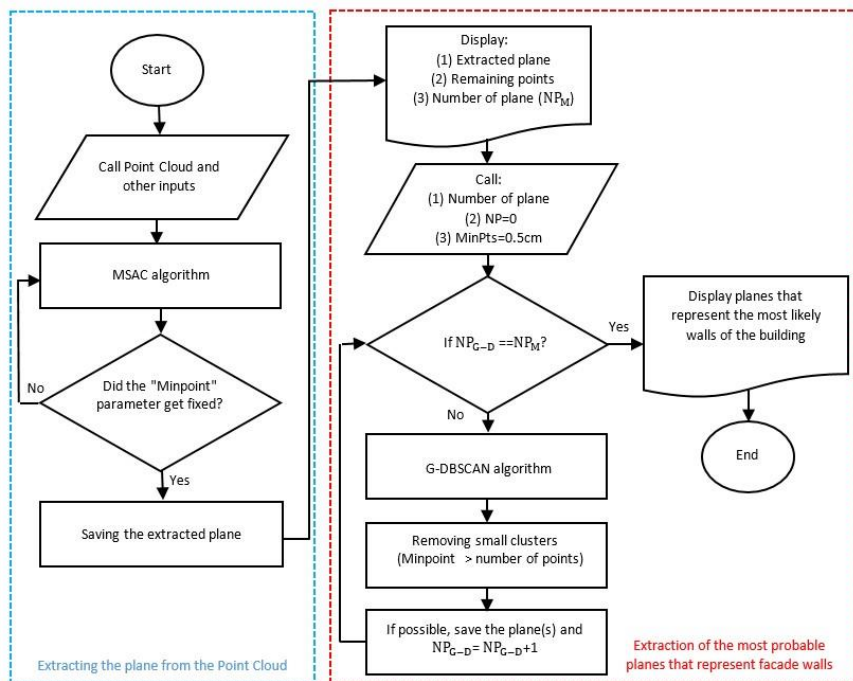 Start
Call Point Cloud and
other inputs
MSAC algorithm
No
Did the "Minpoint"
parameter get fixed?
Yes
Saving the extracted plane
Extracting the plane from the Point Cloud
Display:
(1) Extracted plane
(2) Remaining points
(3) Number of plane (NP_M)
Call:
(1) Number of plane
(2) NP=0
(3) MinPts=0.5cm
If NP_G–D ==NP_M?
Yes
Display planes that
represent the most likely
walls of the building
End
No
G-DBSCAN algorithm
Removing small clusters
(Minpoint > number of points)
If possible, save the plane(s) and
NP_G–D= NP_G–D+1
Extraction of the most probable
planes that represent facade walls